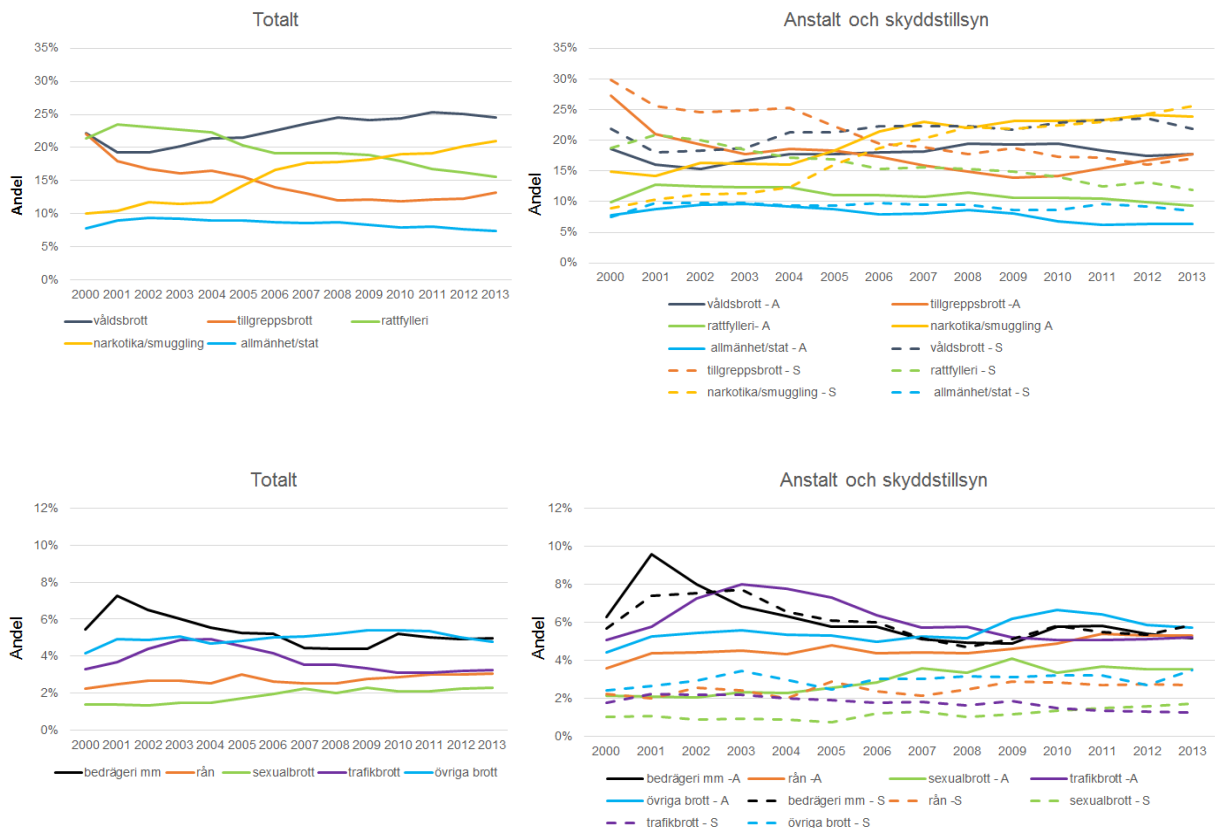 Totalt
35%
30%
25%
20%
15%
10%
5%
0%
Andel
2000 2001 2002 2003 2004 2005 2006 2007 2008 2009 2010 2011 2012 2013
våldsbrott tillgreppsbrott rattfylleri
narkotika/smuggling allmänhet/stat
Anstalt och skyddstillsyn
35%
30%
25%
20%
15%
10%
5%
0%
Andel
2000 2001 2002 2003 2004 2005 2006 2007 2008 2009 2010 2011 2012 2013
våldsbrott - A tillgreppsbrott -A
rattfylleri- A narkotika/smuggling A
allmänhet/stat - A våldsbrott - S
tillgreppsbrott - S rattfylleri - S
narkotika/smuggling - S allmänhet/stat - S
Totalt
12%
10%
8%
6%
4%
2%
0%
Andel
2000 2001 2002 2003 2004 2005 2006 2007 2008 2009 2010 2011 2012 2013
bedrägeri mm rån sexualbrott trafikbrott övriga brott
Anstalt och skyddstillsyn
12%
10%
8%
6%
4%
2%
0%
Andel
2000 2001 2002 2003 2004 2005 2006 2007 2008 2009 2010 2011 2012 2013
bedrägeri mm -A rån -A sexualbrott - A trafikbrott -A
övriga brott - A bedrägeri mm - S rån -S sexualbrott - S
trafikbrott - S övriga brott - S